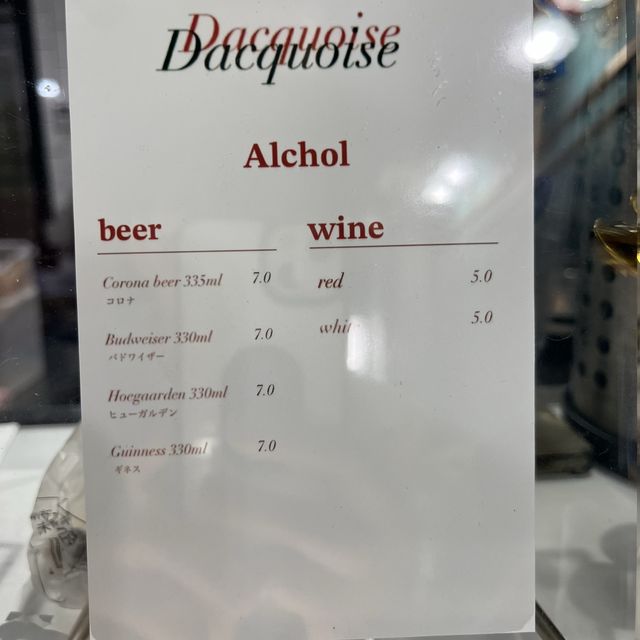 Dacquoise
Alchol
beer
Corona beer 335ml 7.0
コロナ
Budweiser 330ml 7.0
バドワイザー
Hoegaarden 330ml 7.0
ヒューガルデン
Guinness 330ml 7.0
ギネス
wine
red 5.0
5.0